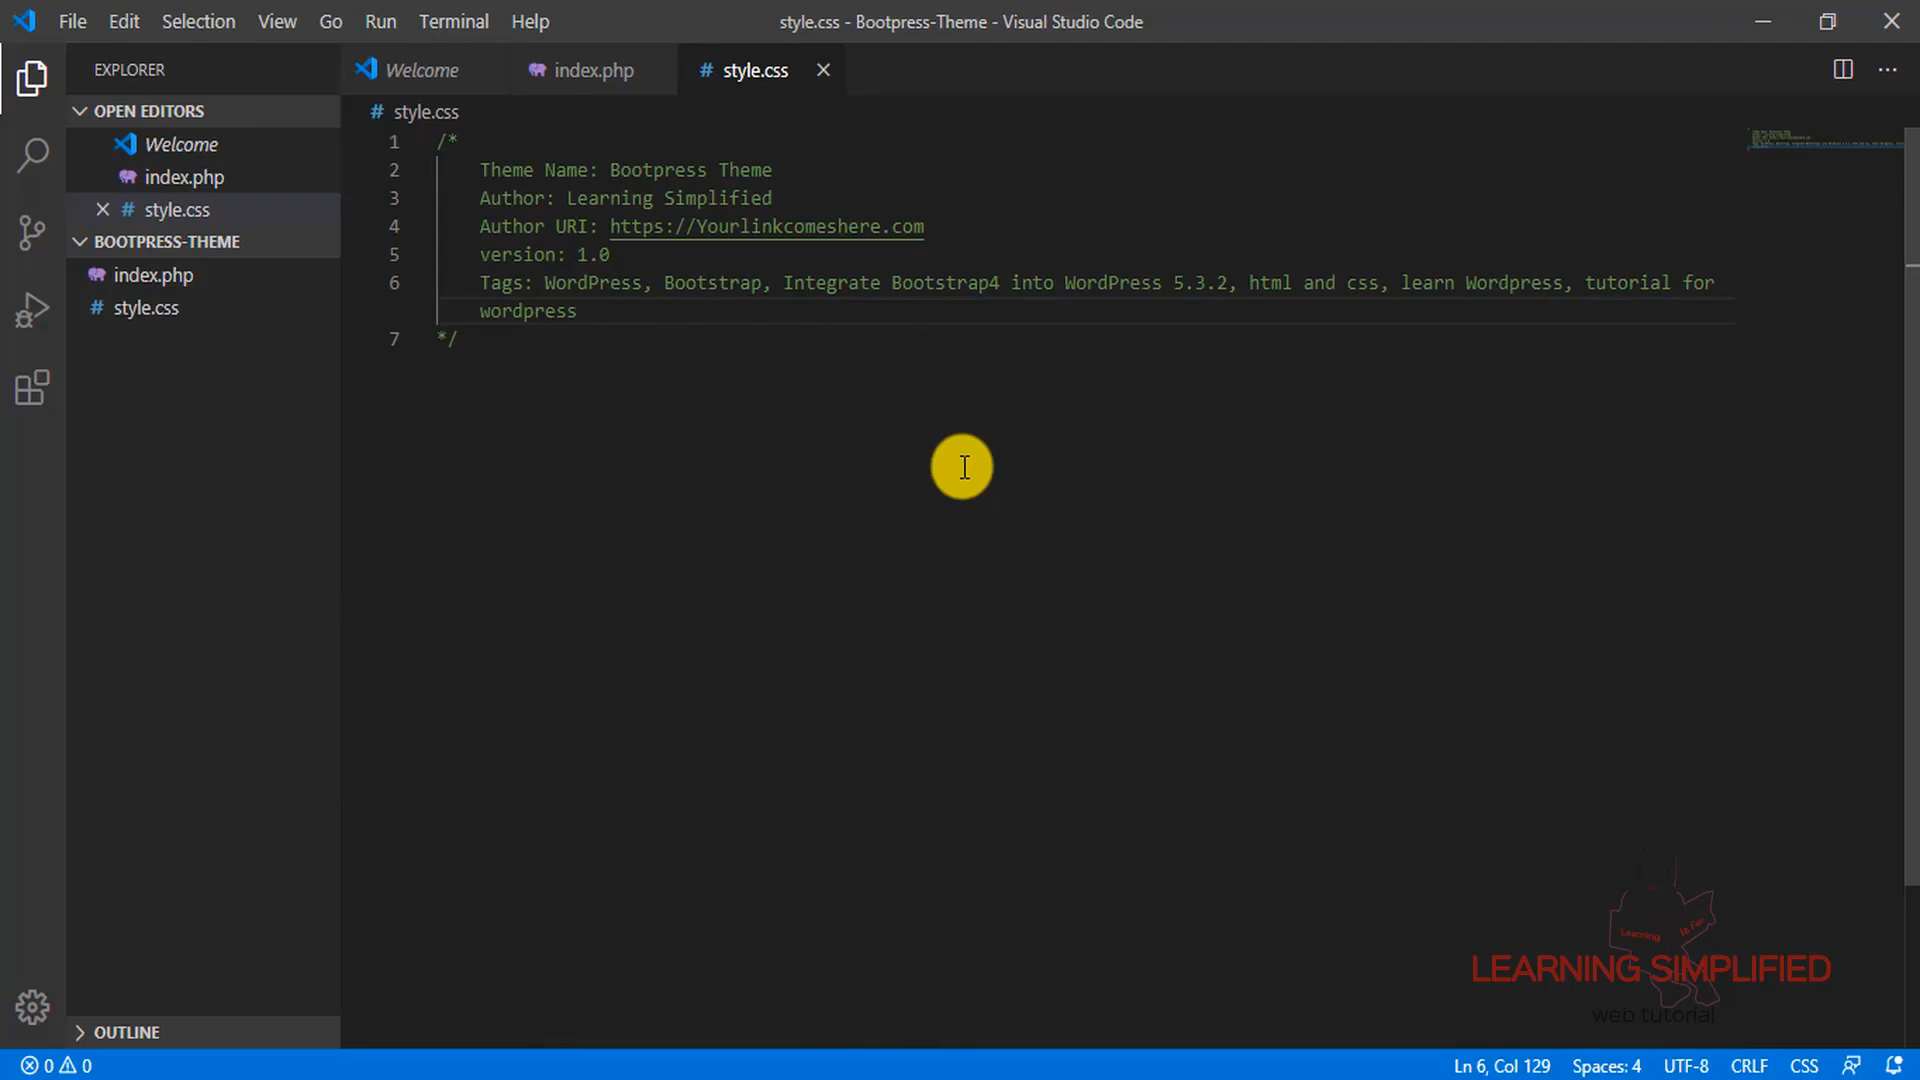 File Edit Selection View Go Run Terminal Help style.css - Bootpress-Theme - Visual Studio Code
EXPLORER
Welcome index.php style.css
OPEN EDITORS
Welcome
index.php
style.css
BOOTPRESS-THEME
index.php
style.css
style.css
1 /*
2 Theme Name: Bootpress Theme
3 Author: Learning Simplified
4 Author URI: https://Yourlinkcomeshere.com
5 version: 1.0
6 Tags: WordPress, Bootstrap, Integrate Bootstrap4 into WordPress 5.3.2, html and css, learn Wordpress, tutorial for
wordpress
7 */
Learning Is Fun
LEARNING SIMPLIFIED
web tutorial
OUTLINE
0 0 Ln 6, Col 129 Spaces: 4 UTF-8 CRLF CSS